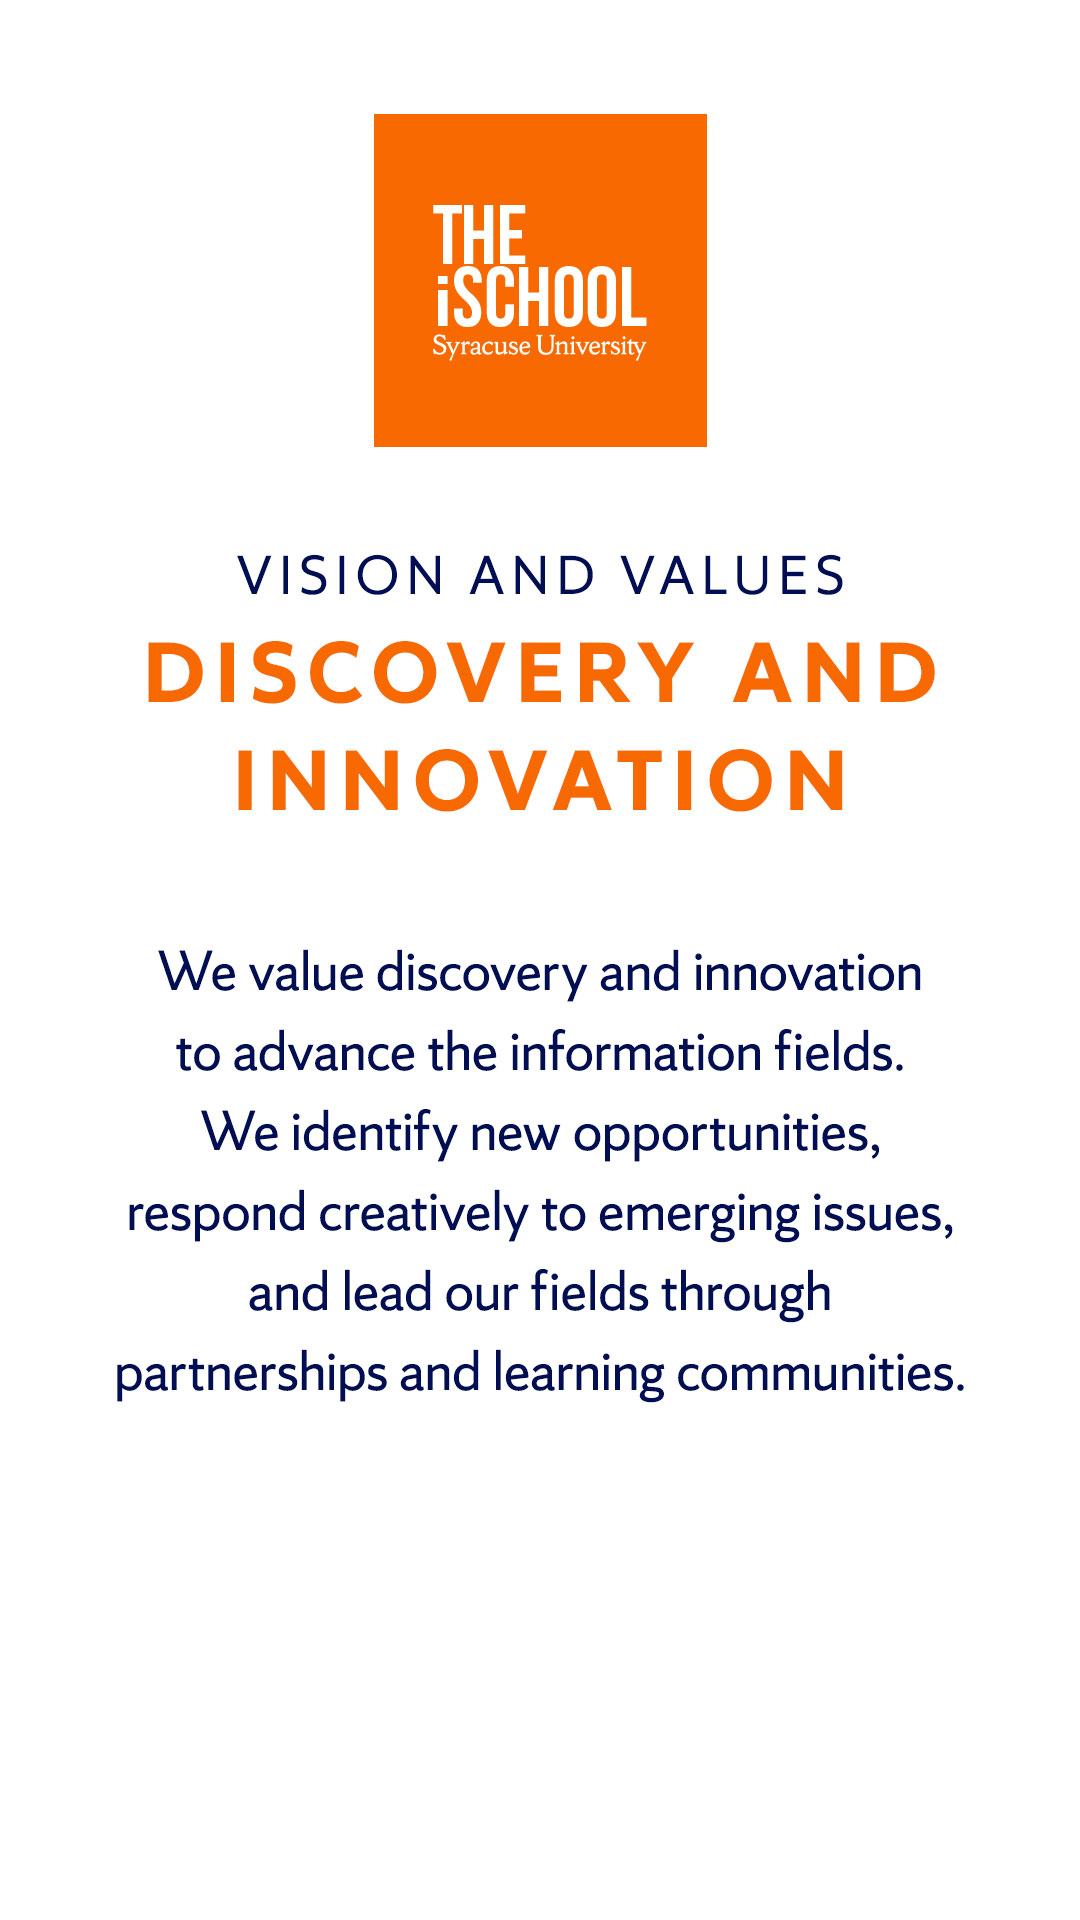 THE
iSCHOOL
Syracuse University
VISION AND VALUES
DISCOVERY AND
INNOVATION
We value discovery and innovation
to advance the information fields.
We identify new opportunities,
respond creatively to emerging issues,
and lead our fields through
partnerships and learning communities.